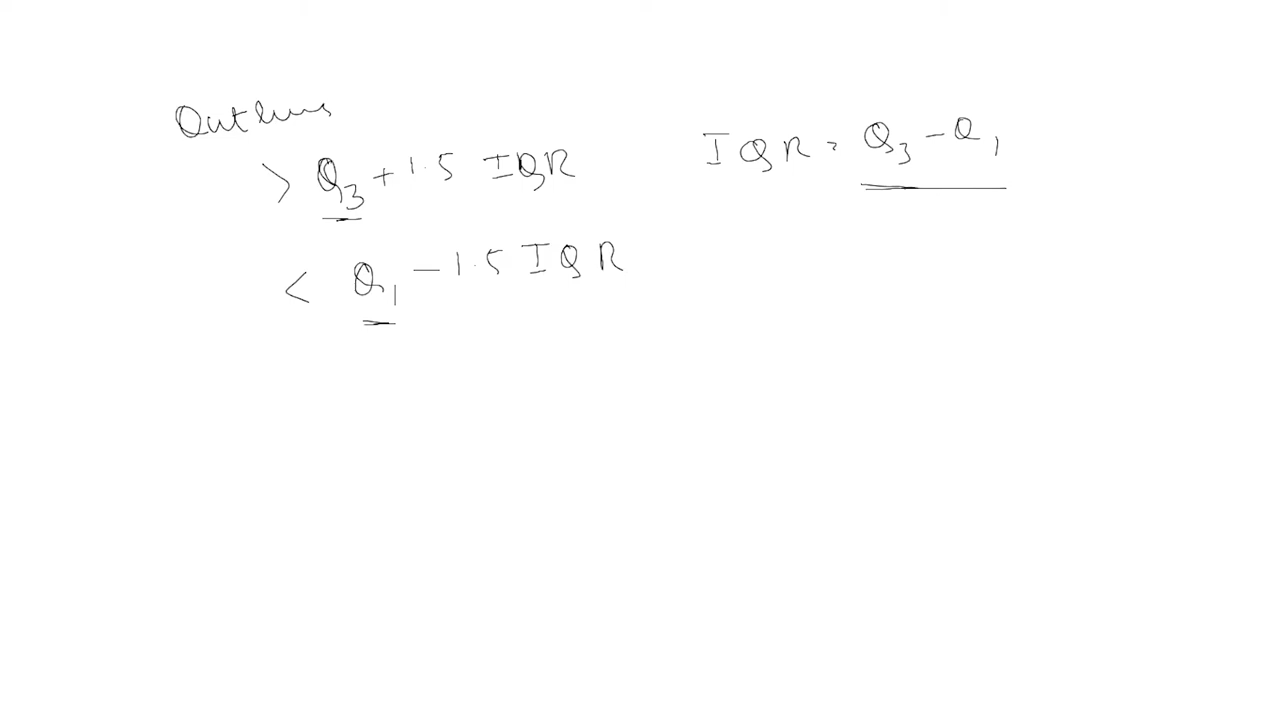 Outliers
> Q3 + 1.5 IQR
< Q1 - 1.5 IQR
IQR = Q3 - Q1